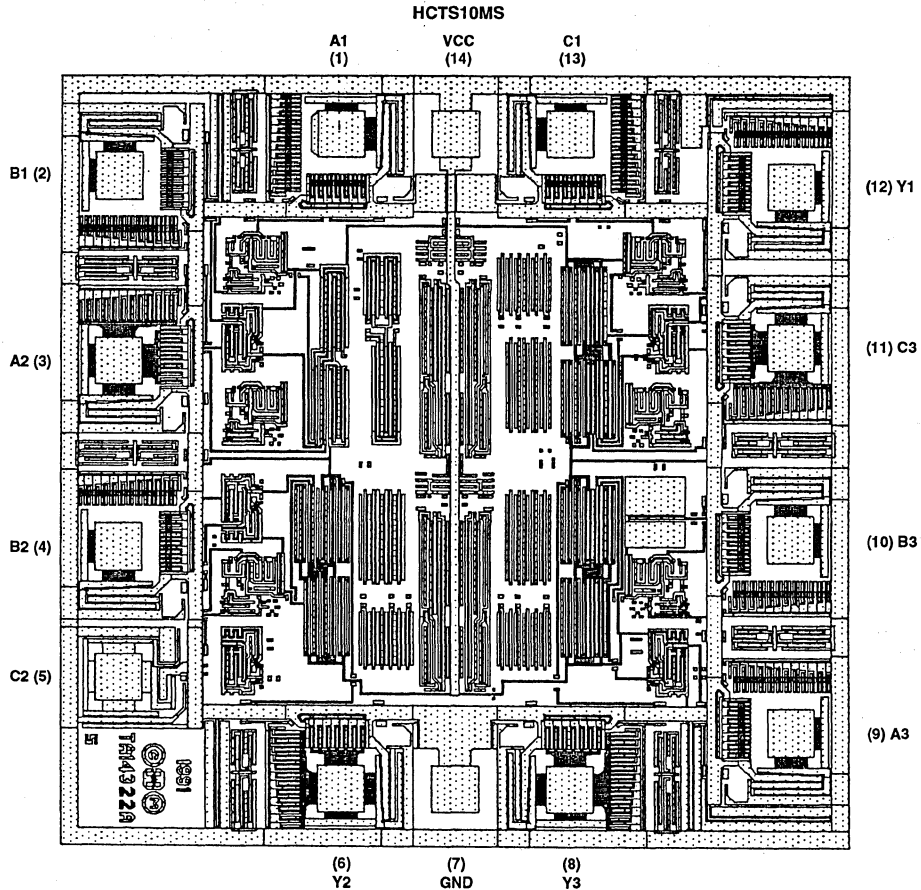 HCTS10MS
A1 VCC C1
(1) (14) (13)
B1 (2)
(12) Y1
A2 (3)
(11) C3
B2 (4)
(10) B3
C2 (5)
(9) A3
TA14322A
1991
(6) (7) (8)
Y2 GND Y3